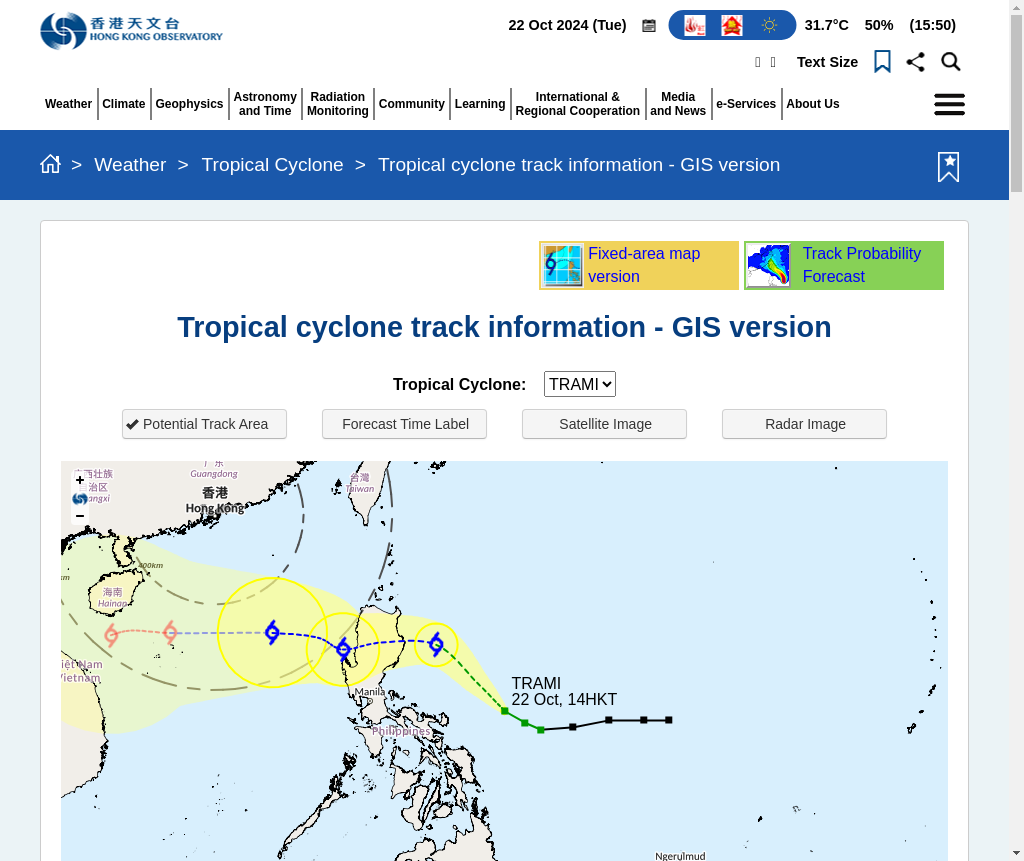 香港天文台
HONG KONG OBSERVATORY
22 Oct 2024 (Tue)
31.7°C 50% (15:50)
Text Size
Weather
Climate
Geophysics
Astronomy
and Time
Radiation
Monitoring
Community
Learning
International &
Regional Cooperation
Media
and News
e-Services
About Us
> Weather > Tropical Cyclone > Tropical cyclone track information - GIS version
Fixed-area map
version
Track Probability
Forecast
Tropical cyclone track information - GIS version
Tropical Cyclone: TRAMI
Potential Track Area
Forecast Time Label
Satellite Image
Radar Image
+
−
西壮族
治区
angxi
广东
Guangdong
香港
Hong Kong
台灣
Taiwan
400km
km
海南
Hainan
Việt Nam
Vietnam
TRAMI
22 Oct, 14HKT
Manila
Philippines
Ngerulmud